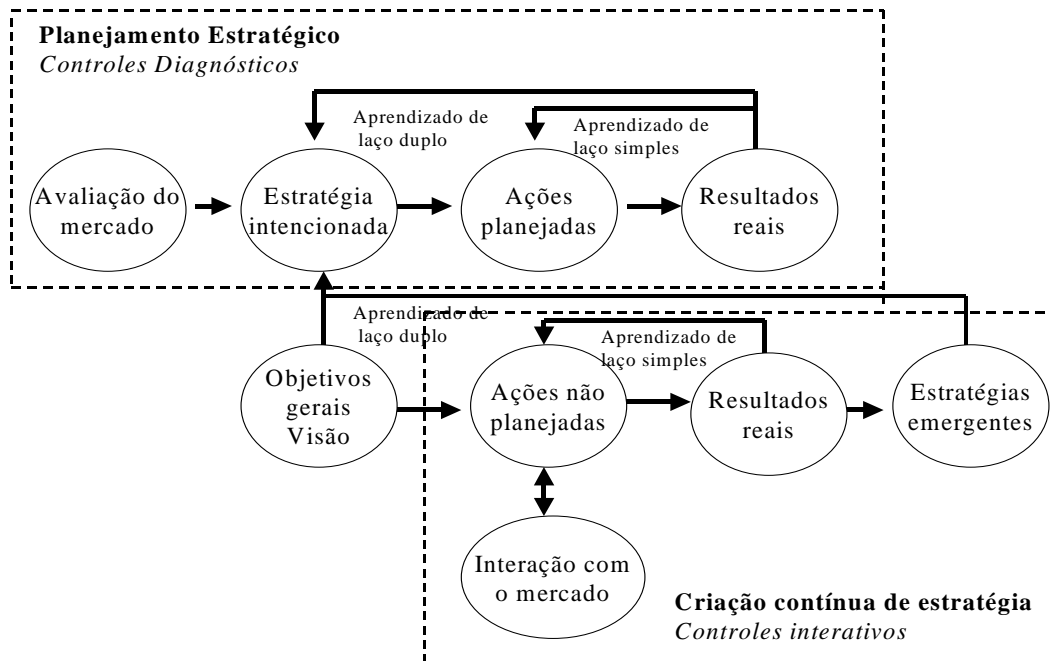 Planejamento Estratégico
Controles Diagnósticos
Aprendizado de
laço duplo
Aprendizado de
laço simples
Avaliação do
mercado
Estratégia
intencionada
Ações
planejadas
Resultados
reais
Aprendizado de
laço duplo
Aprendizado de
laço simples
Objetivos
gerais
Visão
Ações não
planejadas
Resultados
reais
Estratégias
emergentes
Interação com
o mercado
Criação contínua de estratégia
Controles interativos